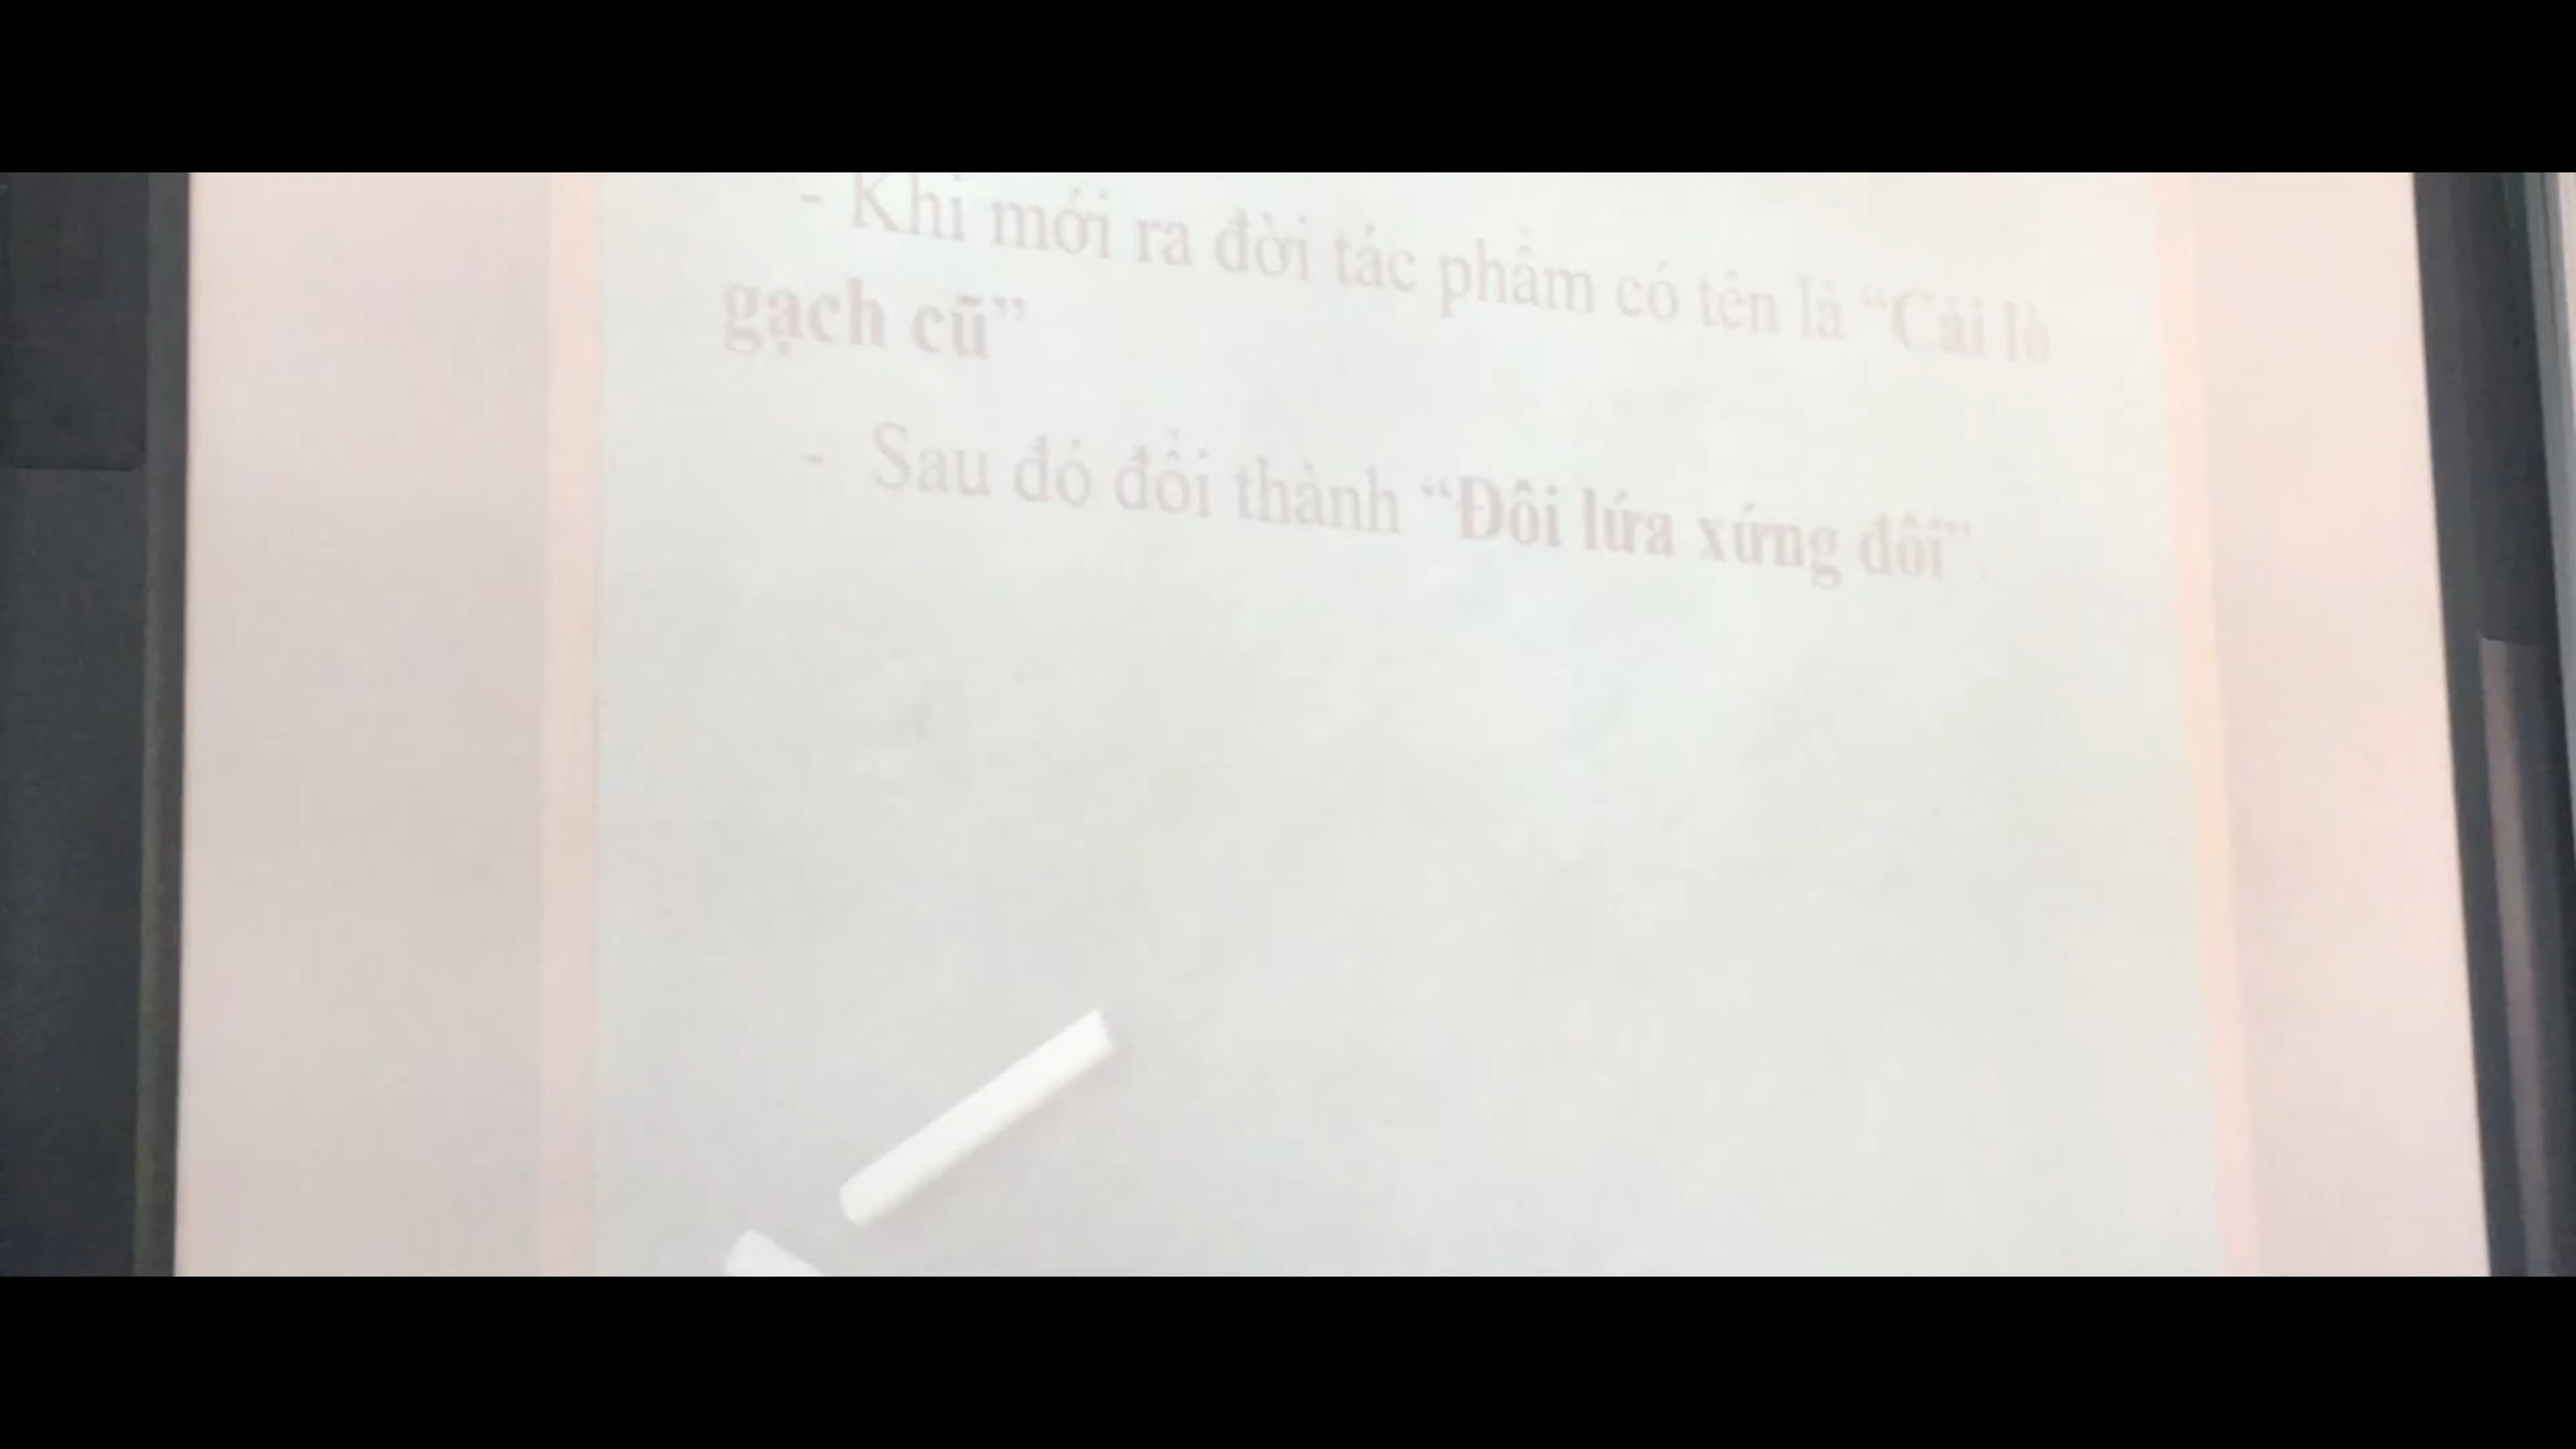 - Khi mới ra đời tác phẩm có tên là “Cái lò
gạch cũ”
- Sau đó đổi thành “Đôi lứa xứng đôi”.